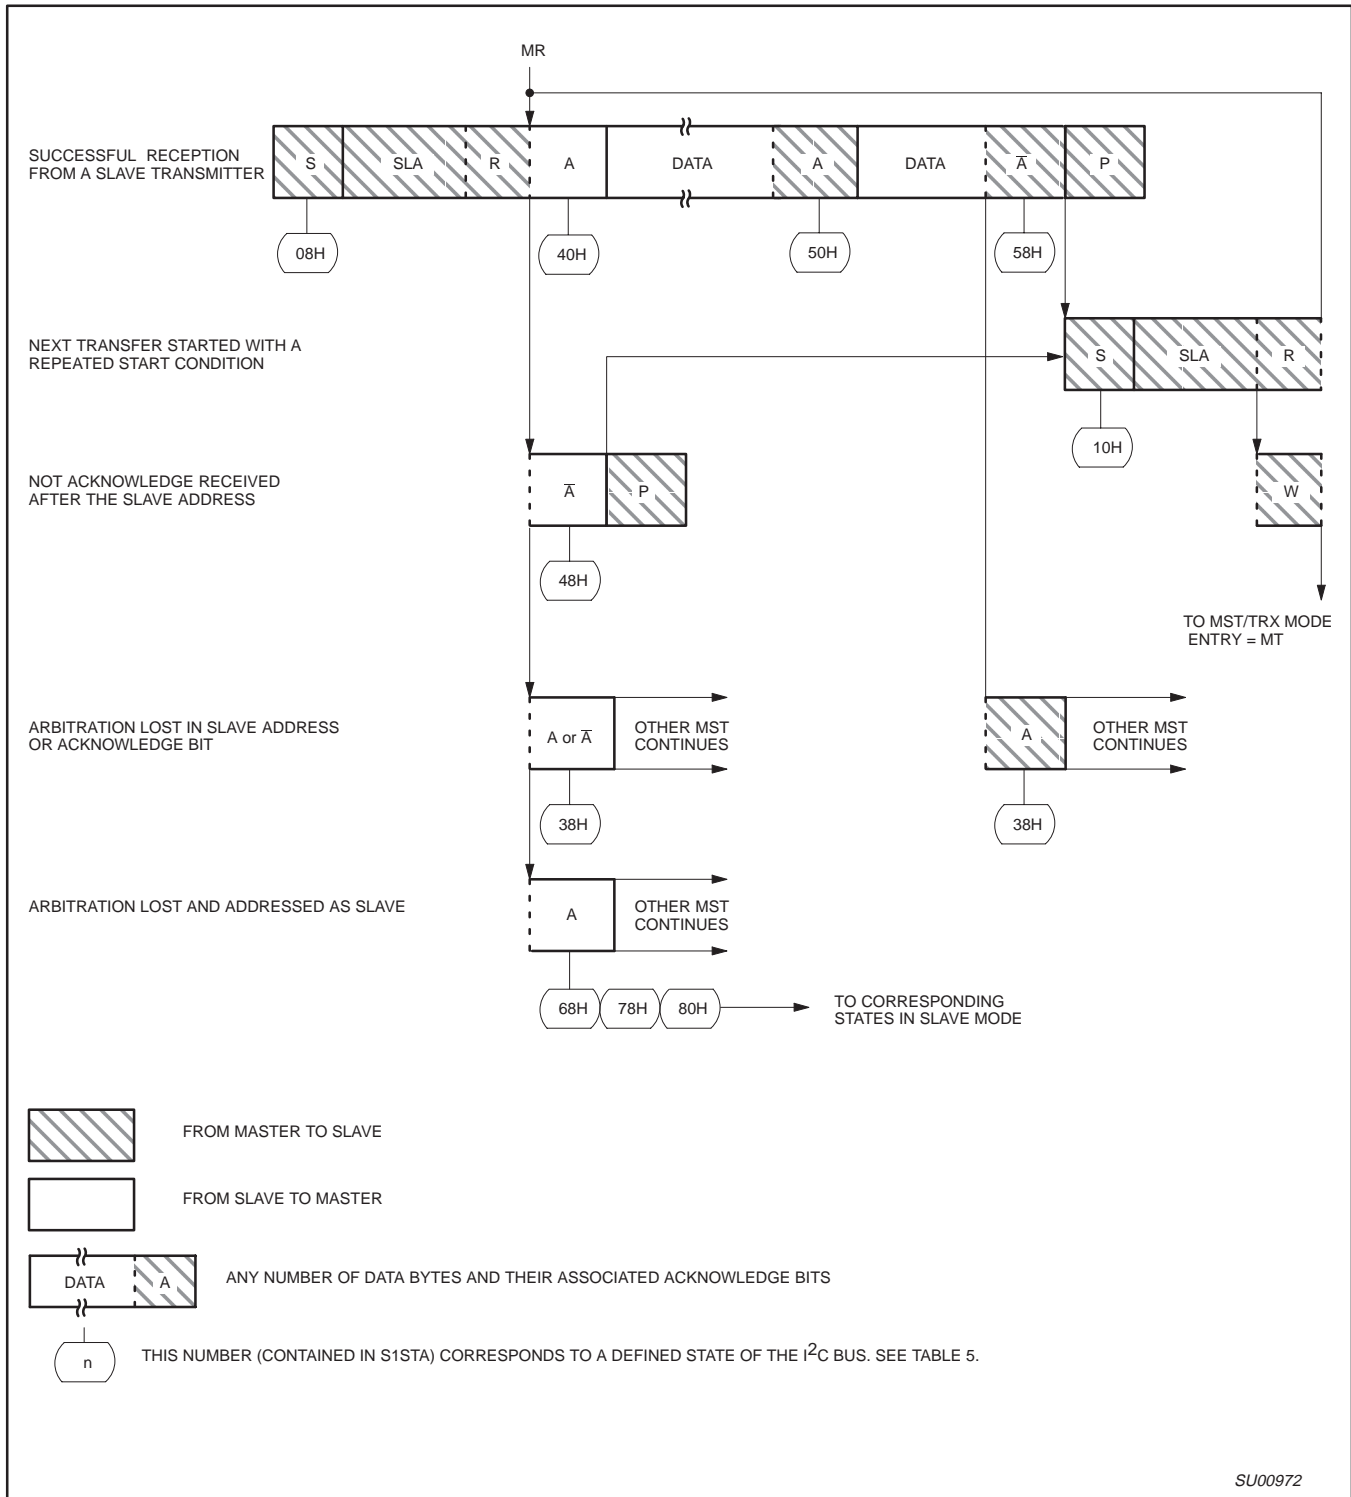 MR
SUCCESSFUL RECEPTION
FROM A SLAVE TRANSMITTER
S SLA R A DATA A DATA A̅ P
08H 40H 50H 58H
NEXT TRANSFER STARTED WITH A
REPEATED START CONDITION
S SLA R
10H
NOT ACKNOWLEDGE RECEIVED
AFTER THE SLAVE ADDRESS
A̅ P
W
48H
TO MST/TRX MODE
ENTRY = MT
ARBITRATION LOST IN SLAVE ADDRESS
OR ACKNOWLEDGE BIT
A or A̅
OTHER MST
CONTINUES
A
OTHER MST
CONTINUES
38H 38H
ARBITRATION LOST AND ADDRESSED AS SLAVE
A
OTHER MST
CONTINUES
68H 78H 80H
TO CORRESPONDING
STATES IN SLAVE MODE
FROM MASTER TO SLAVE
FROM SLAVE TO MASTER
DATA A
ANY NUMBER OF DATA BYTES AND THEIR ASSOCIATED ACKNOWLEDGE BITS
n
THIS NUMBER (CONTAINED IN S1STA) CORRESPONDS TO A DEFINED STATE OF THE I²C BUS. SEE TABLE 5.
SU00972